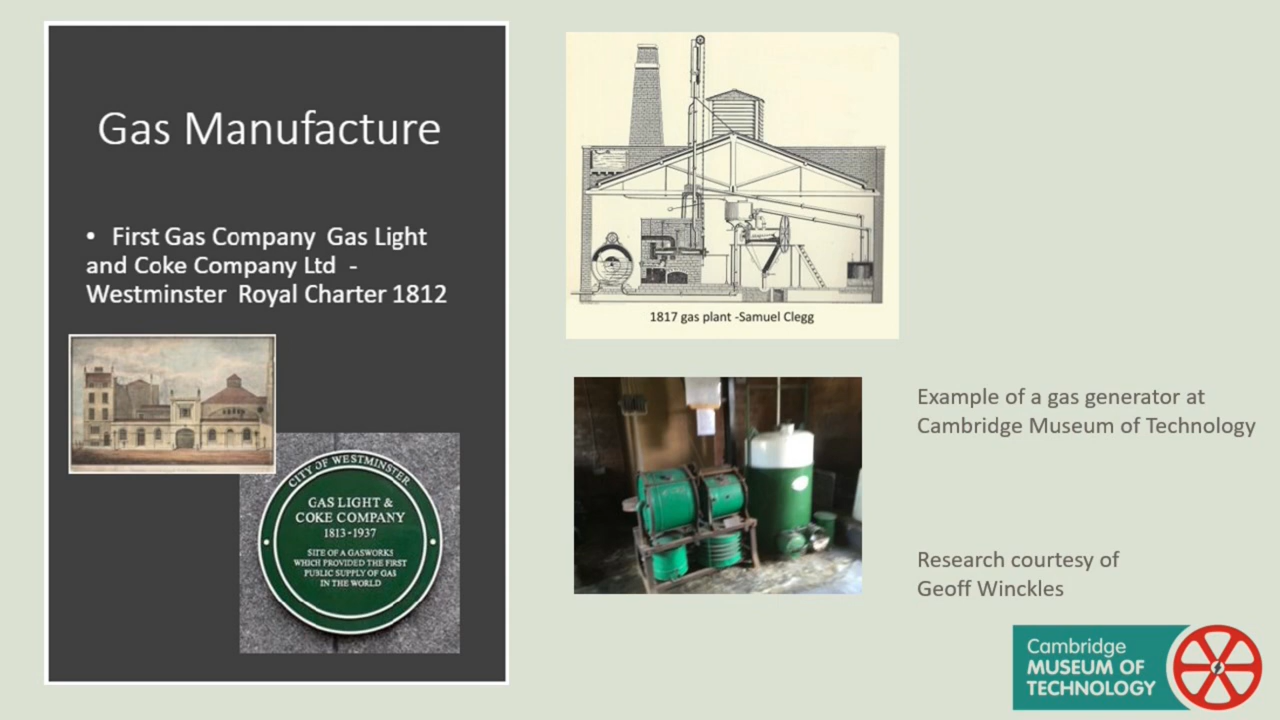 Gas Manufacture
• First Gas Company Gas Light
and Coke Company Ltd -
Westminster Royal Charter 1812
CITY OF WESTMINSTER
GAS LIGHT &
COKE COMPANY
1813-1937
SITE OF A GASWORKS
WHICH PROVIDED THE FIRST
PUBLIC SUPPLY OF GAS
IN THE WORLD
1817 gas plant -Samuel Clegg
Example of a gas generator at
Cambridge Museum of Technology
Research courtesy of
Geoff Winckles
Cambridge
MUSEUM OF
TECHNOLOGY